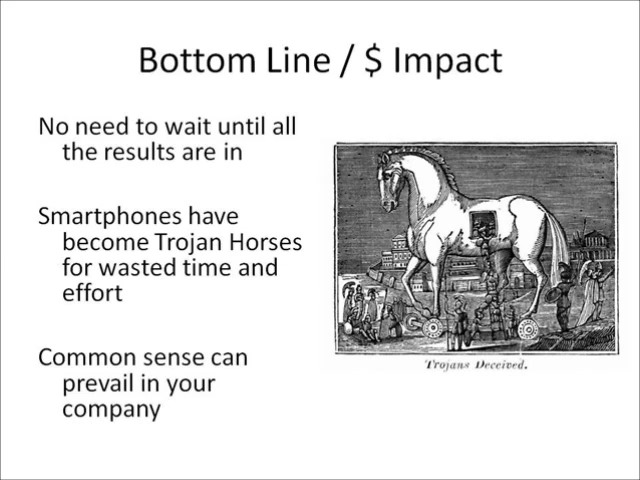 Bottom Line / $ Impact
No need to wait until all
the results are in
Smartphones have
become Trojan Horses
for wasted time and
effort
Common sense can
prevail in your
company
Trojans Deceived.